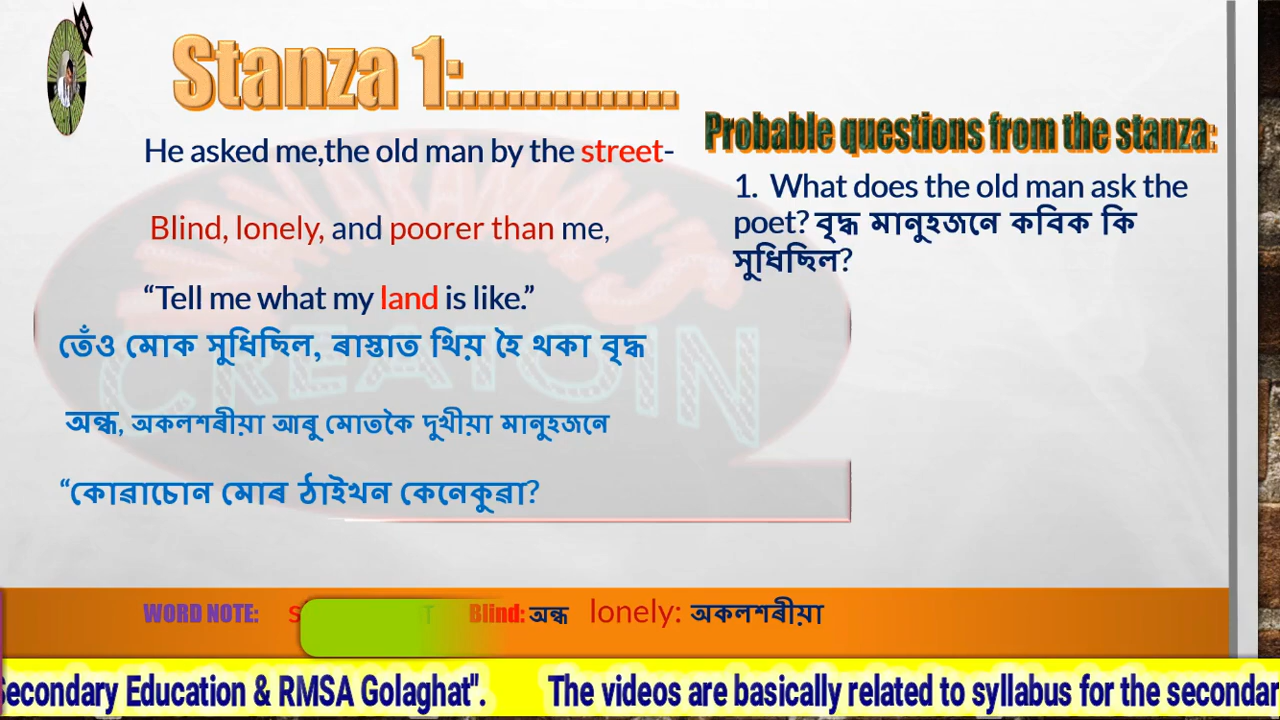 Stanza 1:...............
He asked me,the old man by the street-
Blind, lonely, and poorer than me,
“Tell me what my land is like.”
তেঁও মোক সুধিছিল, ৰাস্তাত থিয় হৈ থকা বৃদ্ধ
অন্ধ, অকলশৰীয়া আৰু মোতকৈ দুখীয়া মানুহজনে
“কোৱাচোন মোৰ ঠাইখন কেনেকুৱা?
Probable questions from the stanza:
1. What does the old man ask the
poet? বৃদ্ধ মানুহজনে কবিক কি
সুধিছিল?
CREATOIN
WORD NOTE: Blind: অন্ধ lonely: অকলশৰীয়া
Secondary Education & RMSA Golaghat". The videos are basically related to syllabus for the secondar